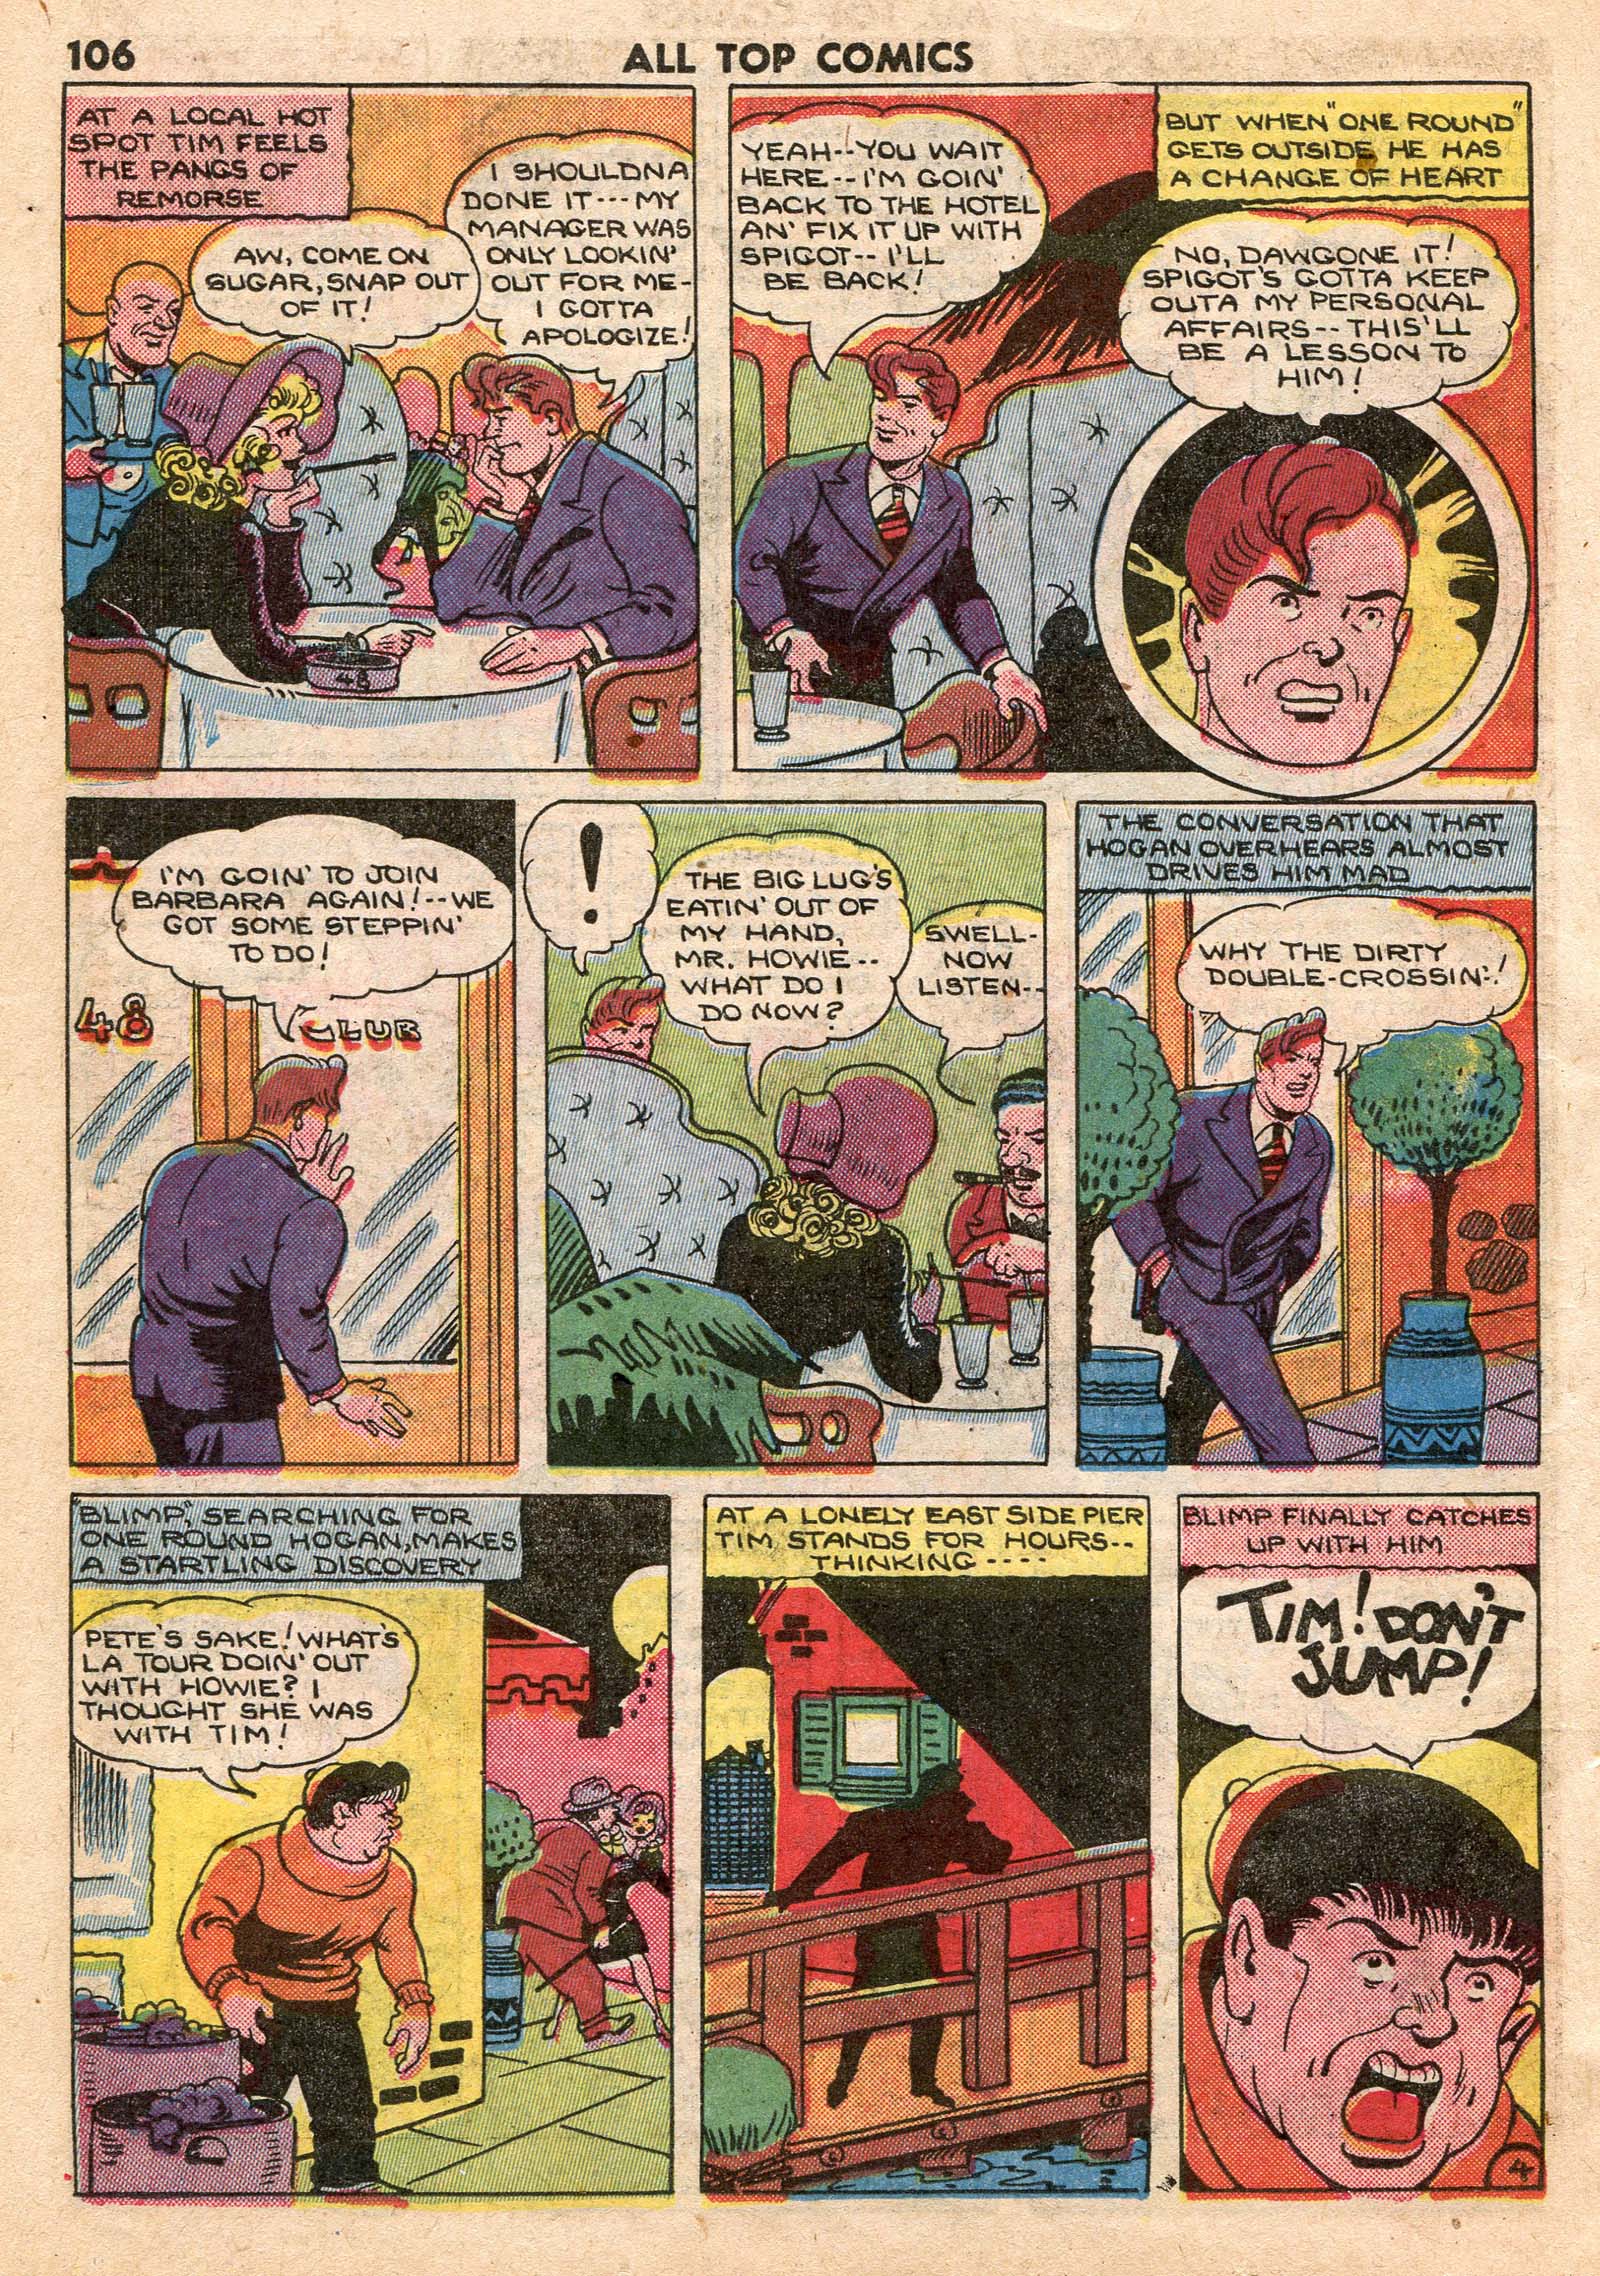 106
ALL TOP COMICS
AT A LOCAL HOT
SPOT TIM FEELS
THE PANGS OF
REMORSE
AW, COME ON
SUGAR, SNAP OUT
OF IT!
I SHOULDNA
DONE IT---MY
MANAGER WAS
ONLY LOOKIN'
OUT FOR ME-
I GOTTA
APOLOGIZE!
48
YEAH--YOU WAIT
HERE--I'M GOIN'
BACK TO THE HOTEL
AN' FIX IT UP WITH
SPIGOT--I'LL
BE BACK!
BUT WHEN "ONE ROUND"
GETS OUTSIDE HE HAS
A CHANGE OF HEART
NO, DAWGONE IT!
SPIGOT'S GOTTA KEEP
OUTA MY PERSONAL
AFFAIRS--THIS'LL
BE A LESSON TO
HIM!
I'M GOIN' TO JOIN
BARBARA AGAIN!--WE
GOT SOME STEPPIN'
TO DO!
48 CLUB
!
THE BIG LUG'S
EATIN' OUT OF
MY HAND,
MR. HOWIE--
WHAT DO I
DO NOW?
SWELL-
NOW
LISTEN--
THE CONVERSATION THAT
HOGAN OVERHEARS ALMOST
DRIVES HIM MAD
WHY THE DIRTY
DOUBLE-CROSSIN'!
"BLIMP," SEARCHING FOR
ONE ROUND HOGAN, MAKES
A STARTLING DISCOVERY
PETE'S SAKE! WHAT'S
LA TOUR DOIN' OUT
WITH HOWIE? I
THOUGHT SHE WAS
WITH TIM!
AT A LONELY EAST SIDE PIER
TIM STANDS FOR HOURS--
THINKING----
BLIMP FINALLY CATCHES
UP WITH HIM
TIM! DON'T
JUMP!
4